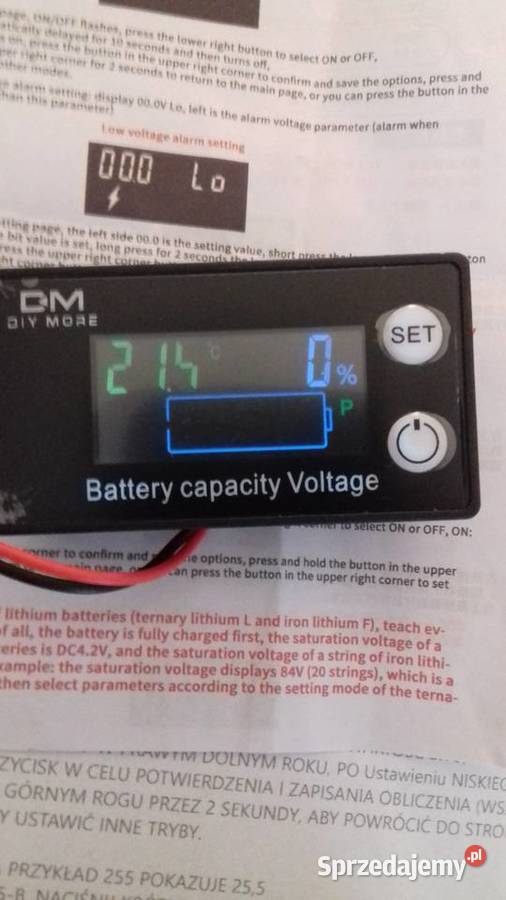 page, ON/OFF flashes, press the lower right button to select ON or OFF,
delayed for 10 seconds and then turns off,
on, press the button in the upper right corner to confirm and save the options, press and
right corner for 2 seconds to return to the main page, or you can press the button in the
other modes.
alarm setting: display 00.0V Lo, left is the alarm voltage parameter (alarm when
than this parameter)
Low voltage alarm setting
00.0 Lo
page, the left side 00.0 is the setting value, short press
bit value is set, long press for 2 seconds
the upper right corner
DM
DIY MORE
SET
21.4 °C 0 %
P
Battery capacity Voltage
to select ON or OFF, ON:
corner to confirm and options, press and hold the button in the upper
can press the button in the upper right corner to set
lithium batteries (ternary lithium L and iron lithium F), teach ev-
of all, the battery is fully charged first, the saturation voltage of a
eries is DC4.2V, and the saturation voltage of a string of iron lithi-
xample: the saturation voltage displays 84V (20 strings), which is a
then select parameters according to the setting mode of the terna-
DOLNYM ROKU, PO Ustawieniu NISKIEG
ZYCISK W CELU POTWIERDZENIA I ZAPISANIA OBLICZENIA (WS
GÓRNYM ROGU PRZEZ 2 SEKUNDY, ABY POWRÓCIĆ DO STRO
Y USTAWIĆ INNE TRYBY.
PRZYKŁAD 255 POKAZUJE 25,5
Sprzedajemy.pl